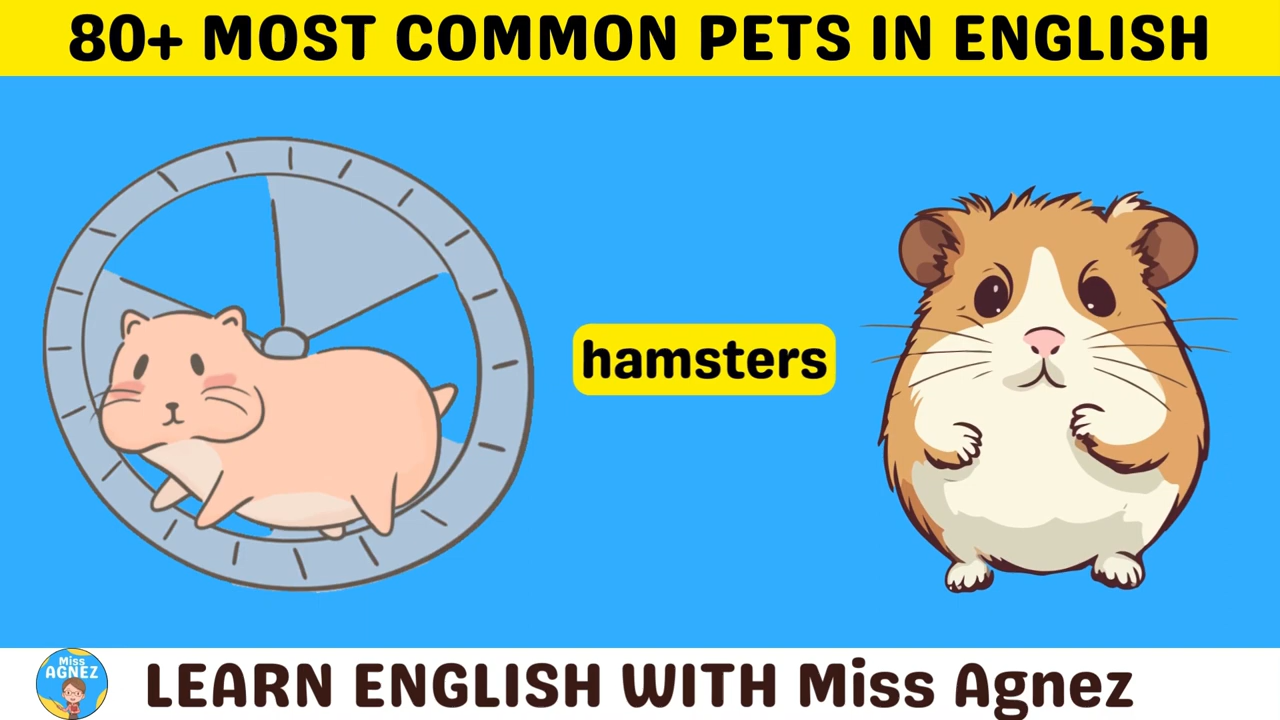 80+ MOST COMMON PETS IN ENGLISH
hamsters
Miss
AGNEZ
LEARN ENGLISH WITH Miss Agnez